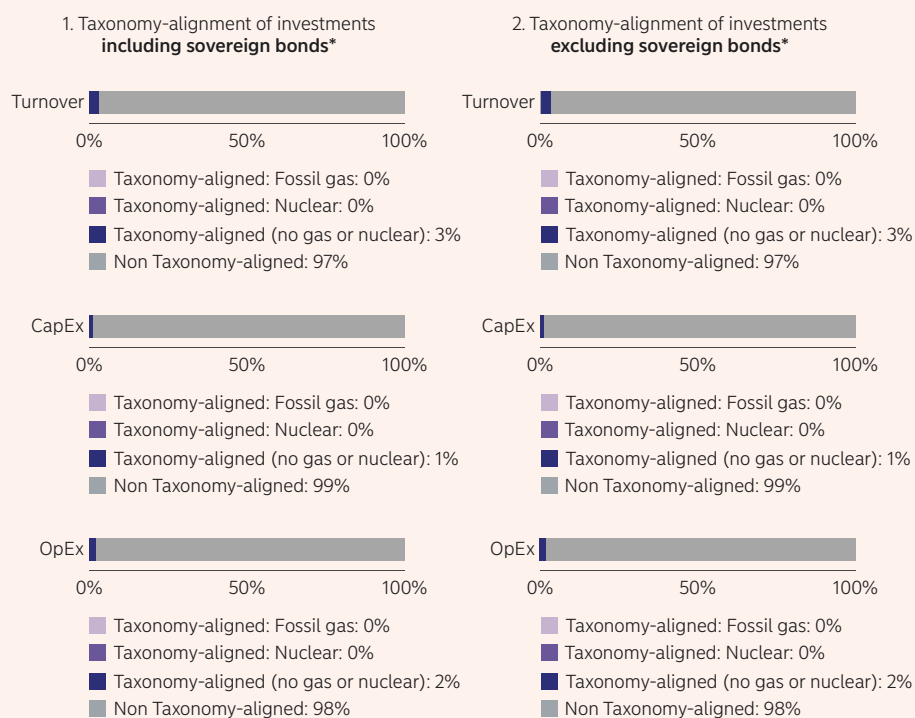 1. Taxonomy-alignment of investments
including sovereign bonds*
Turnover
0% 50% 100%
Taxonomy-aligned: Fossil gas: 0%
Taxonomy-aligned: Nuclear: 0%
Taxonomy-aligned (no gas or nuclear): 3%
Non Taxonomy-aligned: 97%
CapEx
0% 50% 100%
Taxonomy-aligned: Fossil gas: 0%
Taxonomy-aligned: Nuclear: 0%
Taxonomy-aligned (no gas or nuclear): 1%
Non Taxonomy-aligned: 99%
OpEx
0% 50% 100%
Taxonomy-aligned: Fossil gas: 0%
Taxonomy-aligned: Nuclear: 0%
Taxonomy-aligned (no gas or nuclear): 2%
Non Taxonomy-aligned: 98%
2. Taxonomy-alignment of investments
excluding sovereign bonds*
Turnover
0% 50% 100%
Taxonomy-aligned: Fossil gas: 0%
Taxonomy-aligned: Nuclear: 0%
Taxonomy-aligned (no gas or nuclear): 3%
Non Taxonomy-aligned: 97%
CapEx
0% 50% 100%
Taxonomy-aligned: Fossil gas: 0%
Taxonomy-aligned: Nuclear: 0%
Taxonomy-aligned (no gas or nuclear): 1%
Non Taxonomy-aligned: 99%
OpEx
0% 50% 100%
Taxonomy-aligned: Fossil gas: 0%
Taxonomy-aligned: Nuclear: 0%
Taxonomy-aligned (no gas or nuclear): 2%
Non Taxonomy-aligned: 98%